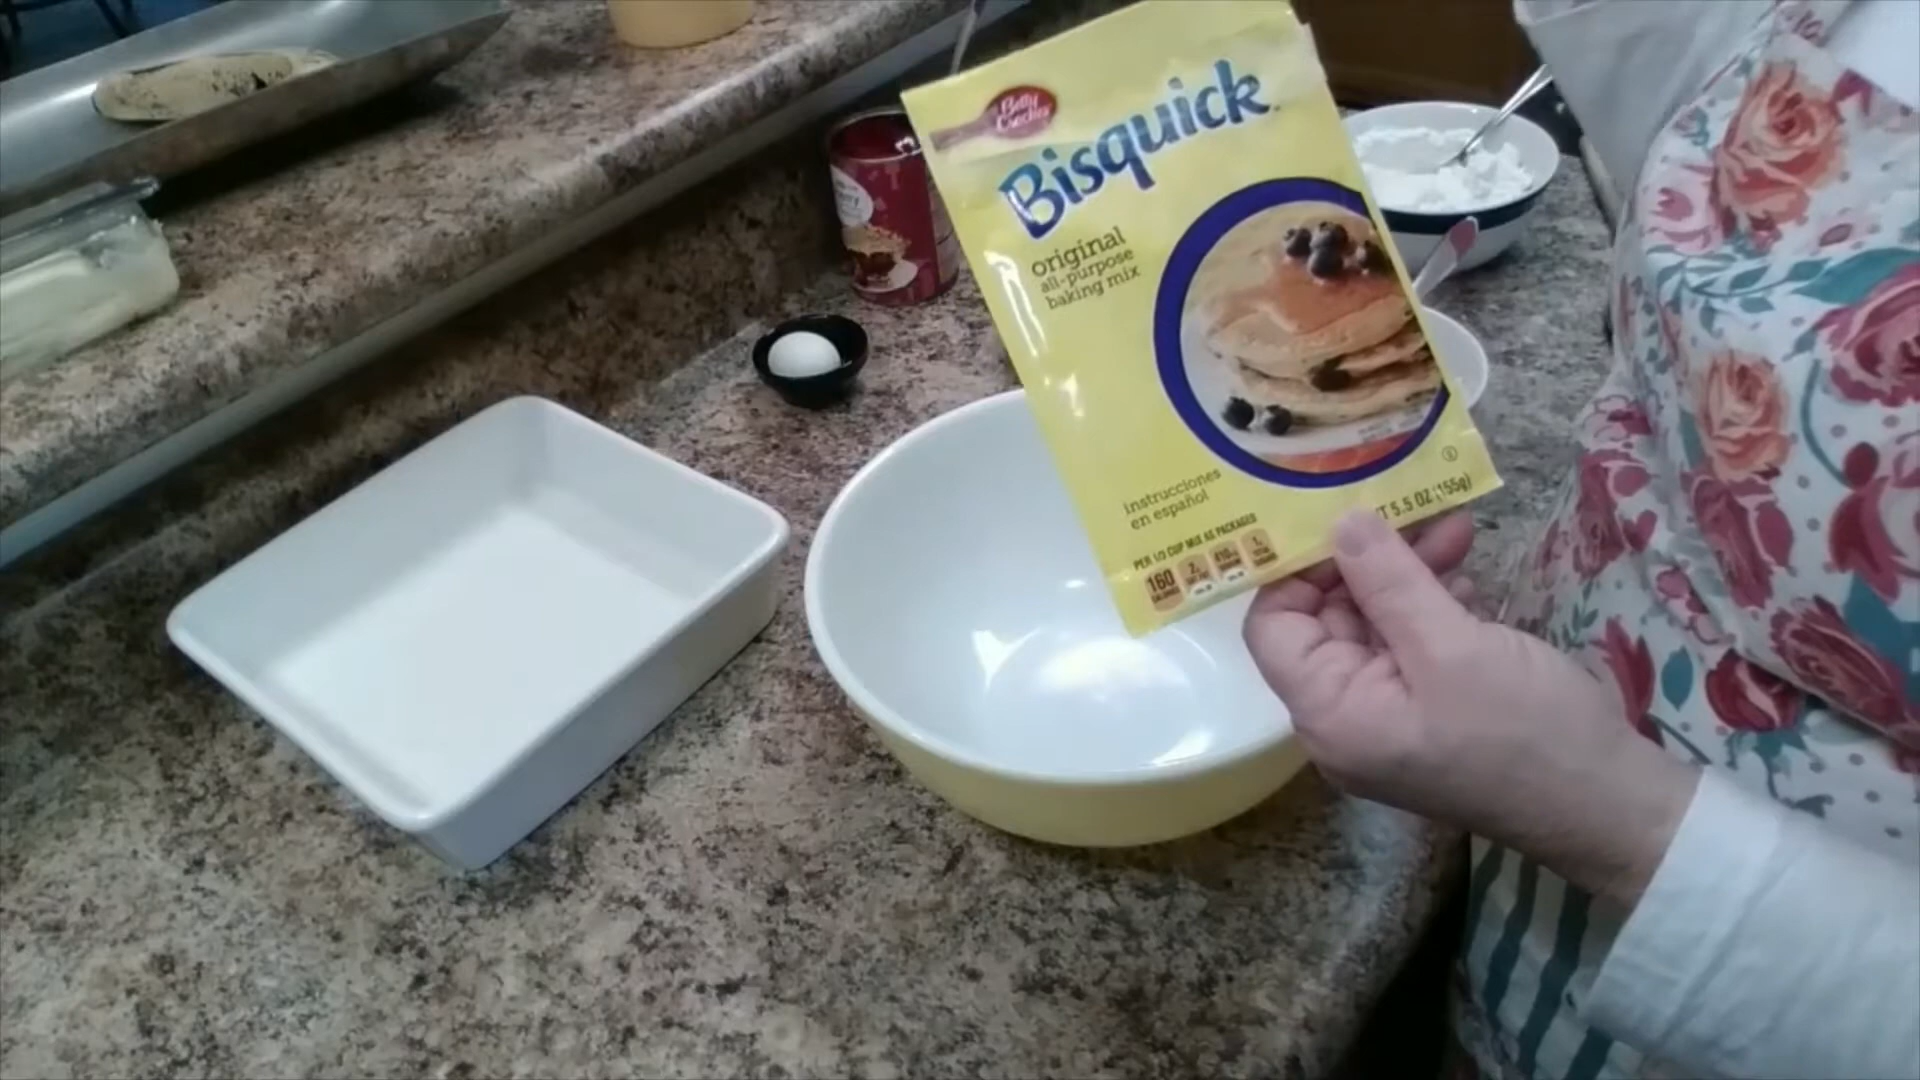 Betty
Crocker
Bisquick
original
all-purpose
baking mix
instrucciones
en español
T 5.5 OZ (155g)
PER 1/3 CUP MIX AS PACKAGED
160
CALORIES